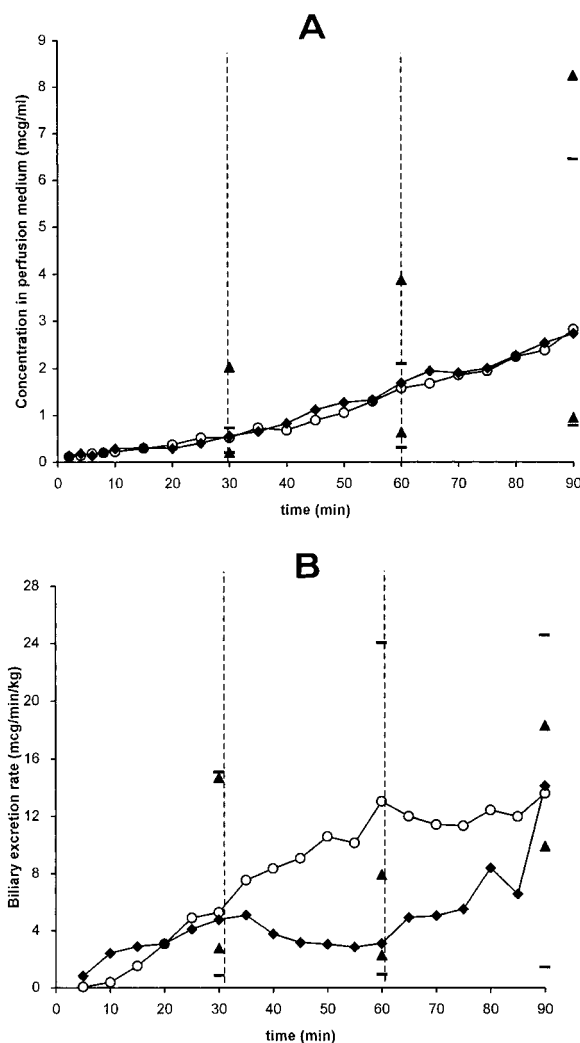 A
Concentration in perfusion medium (mcg/ml)
9
8
7
6
5
4
3
2
1
0
0 10 20 30 40 50 60 70 80 90
time (min)
B
Biliary excretion rate (mcg/min/kg)
28
24
20
16
12
8
4
0
0 10 20 30 40 50 60 70 80 90
time (min)